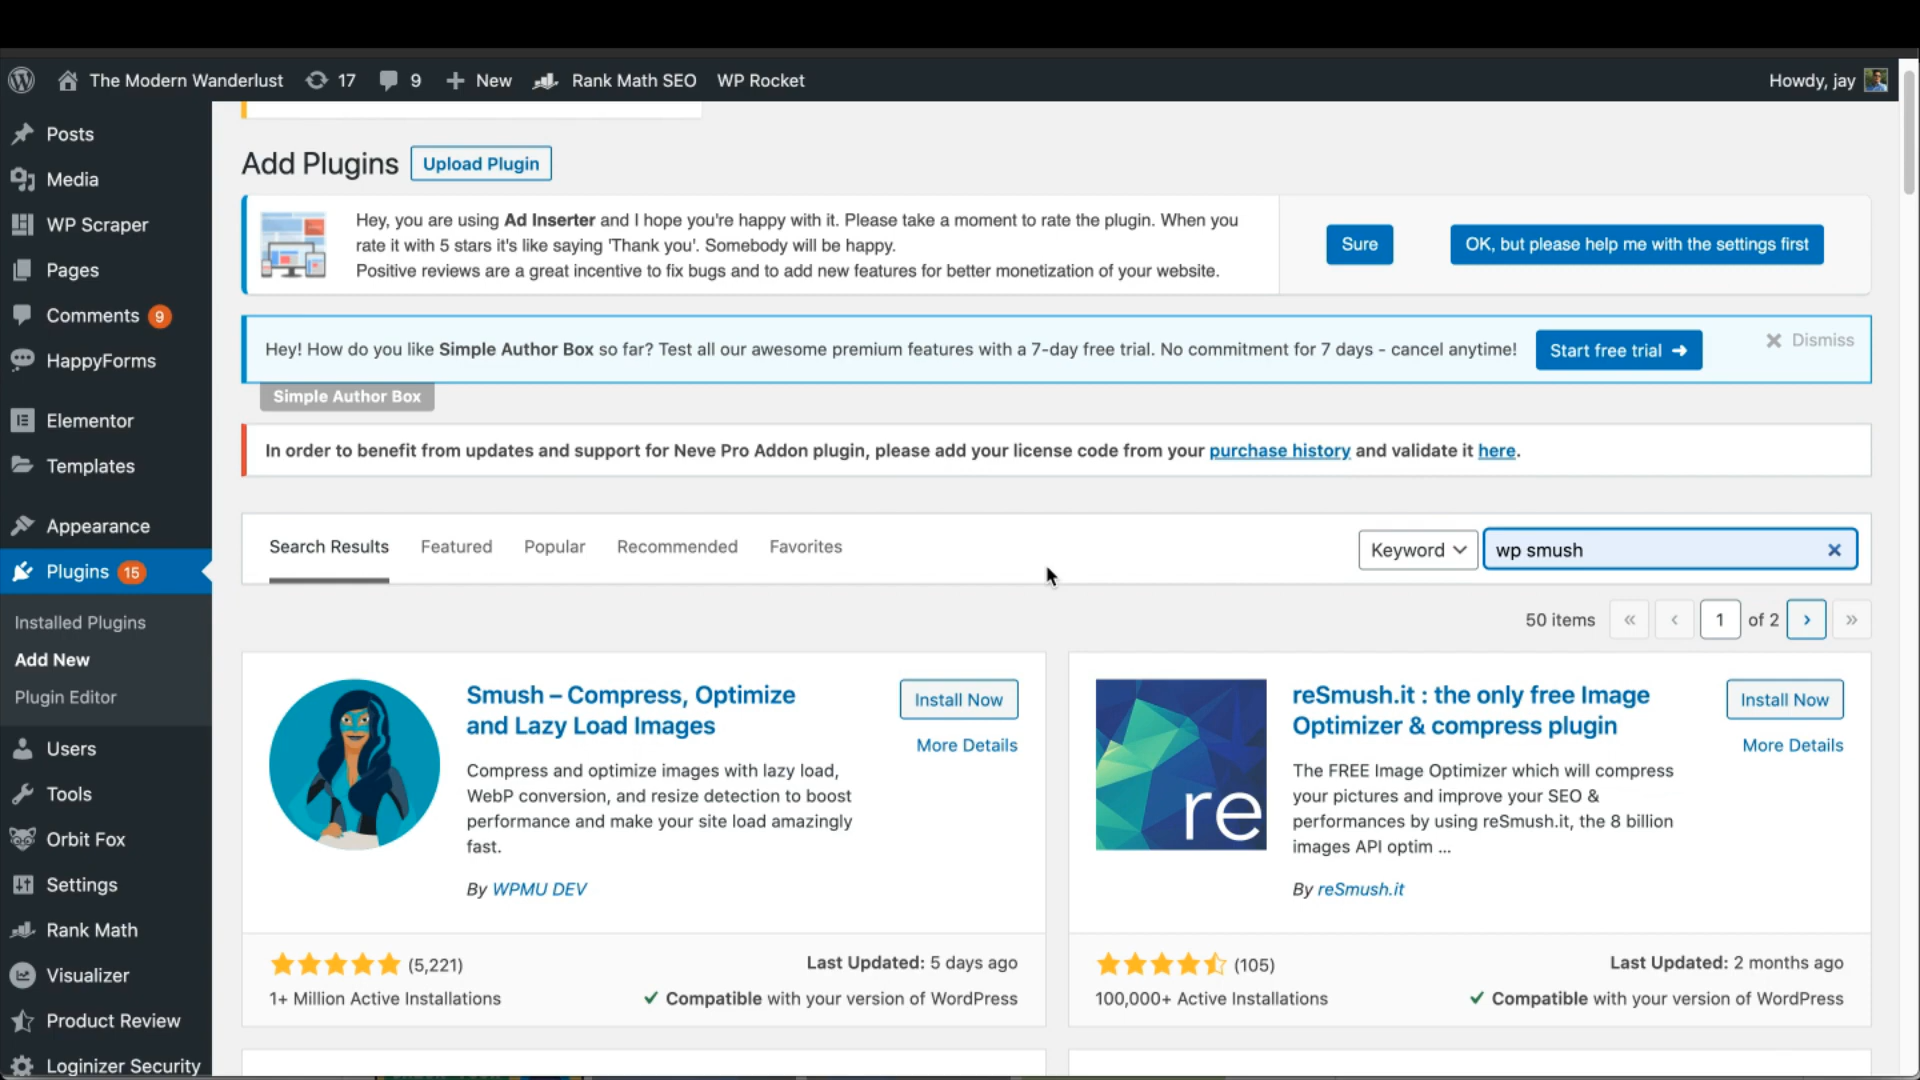 The Modern Wanderlust 17 9 New Rank Math SEO WP Rocket Howdy, jay
Posts
Media
WP Scraper
Pages
Comments 9
HappyForms
Elementor
Templates
Appearance
Plugins 15
Installed Plugins
Add New
Plugin Editor
Users
Tools
Orbit Fox
Settings
Rank Math
Visualizer
Product Review
Loginizer Security
Add Plugins Upload Plugin
Hey, you are using Ad Inserter and I hope you're happy with it. Please take a moment to rate the plugin. When you
rate it with 5 stars it's like saying 'Thank you'. Somebody will be happy.
Positive reviews are a great incentive to fix bugs and to add new features for better monetization of your website.
Sure OK, but please help me with the settings first
Hey! How do you like Simple Author Box so far? Test all our awesome premium features with a 7-day free trial. No commitment for 7 days - cancel anytime! Start free trial → Dismiss
Simple Author Box
In order to benefit from updates and support for Neve Pro Addon plugin, please add your license code from your purchase history and validate it here.
Search Results Featured Popular Recommended Favorites Keyword wp smush
50 items « ‹ 1 of 2 › »
Smush – Compress, Optimize
and Lazy Load Images
Install Now
More Details
Compress and optimize images with lazy load,
WebP conversion, and resize detection to boost
performance and make your site load amazingly
fast.
By WPMU DEV
(5,221) Last Updated: 5 days ago
1+ Million Active Installations Compatible with your version of WordPress
re
reSmush.it : the only free Image
Optimizer & compress plugin
Install Now
More Details
The FREE Image Optimizer which will compress
your pictures and improve your SEO &
performances by using reSmush.it, the 8 billion
images API optim ...
By reSmush.it
(105) Last Updated: 2 months ago
100,000+ Active Installations Compatible with your version of WordPress